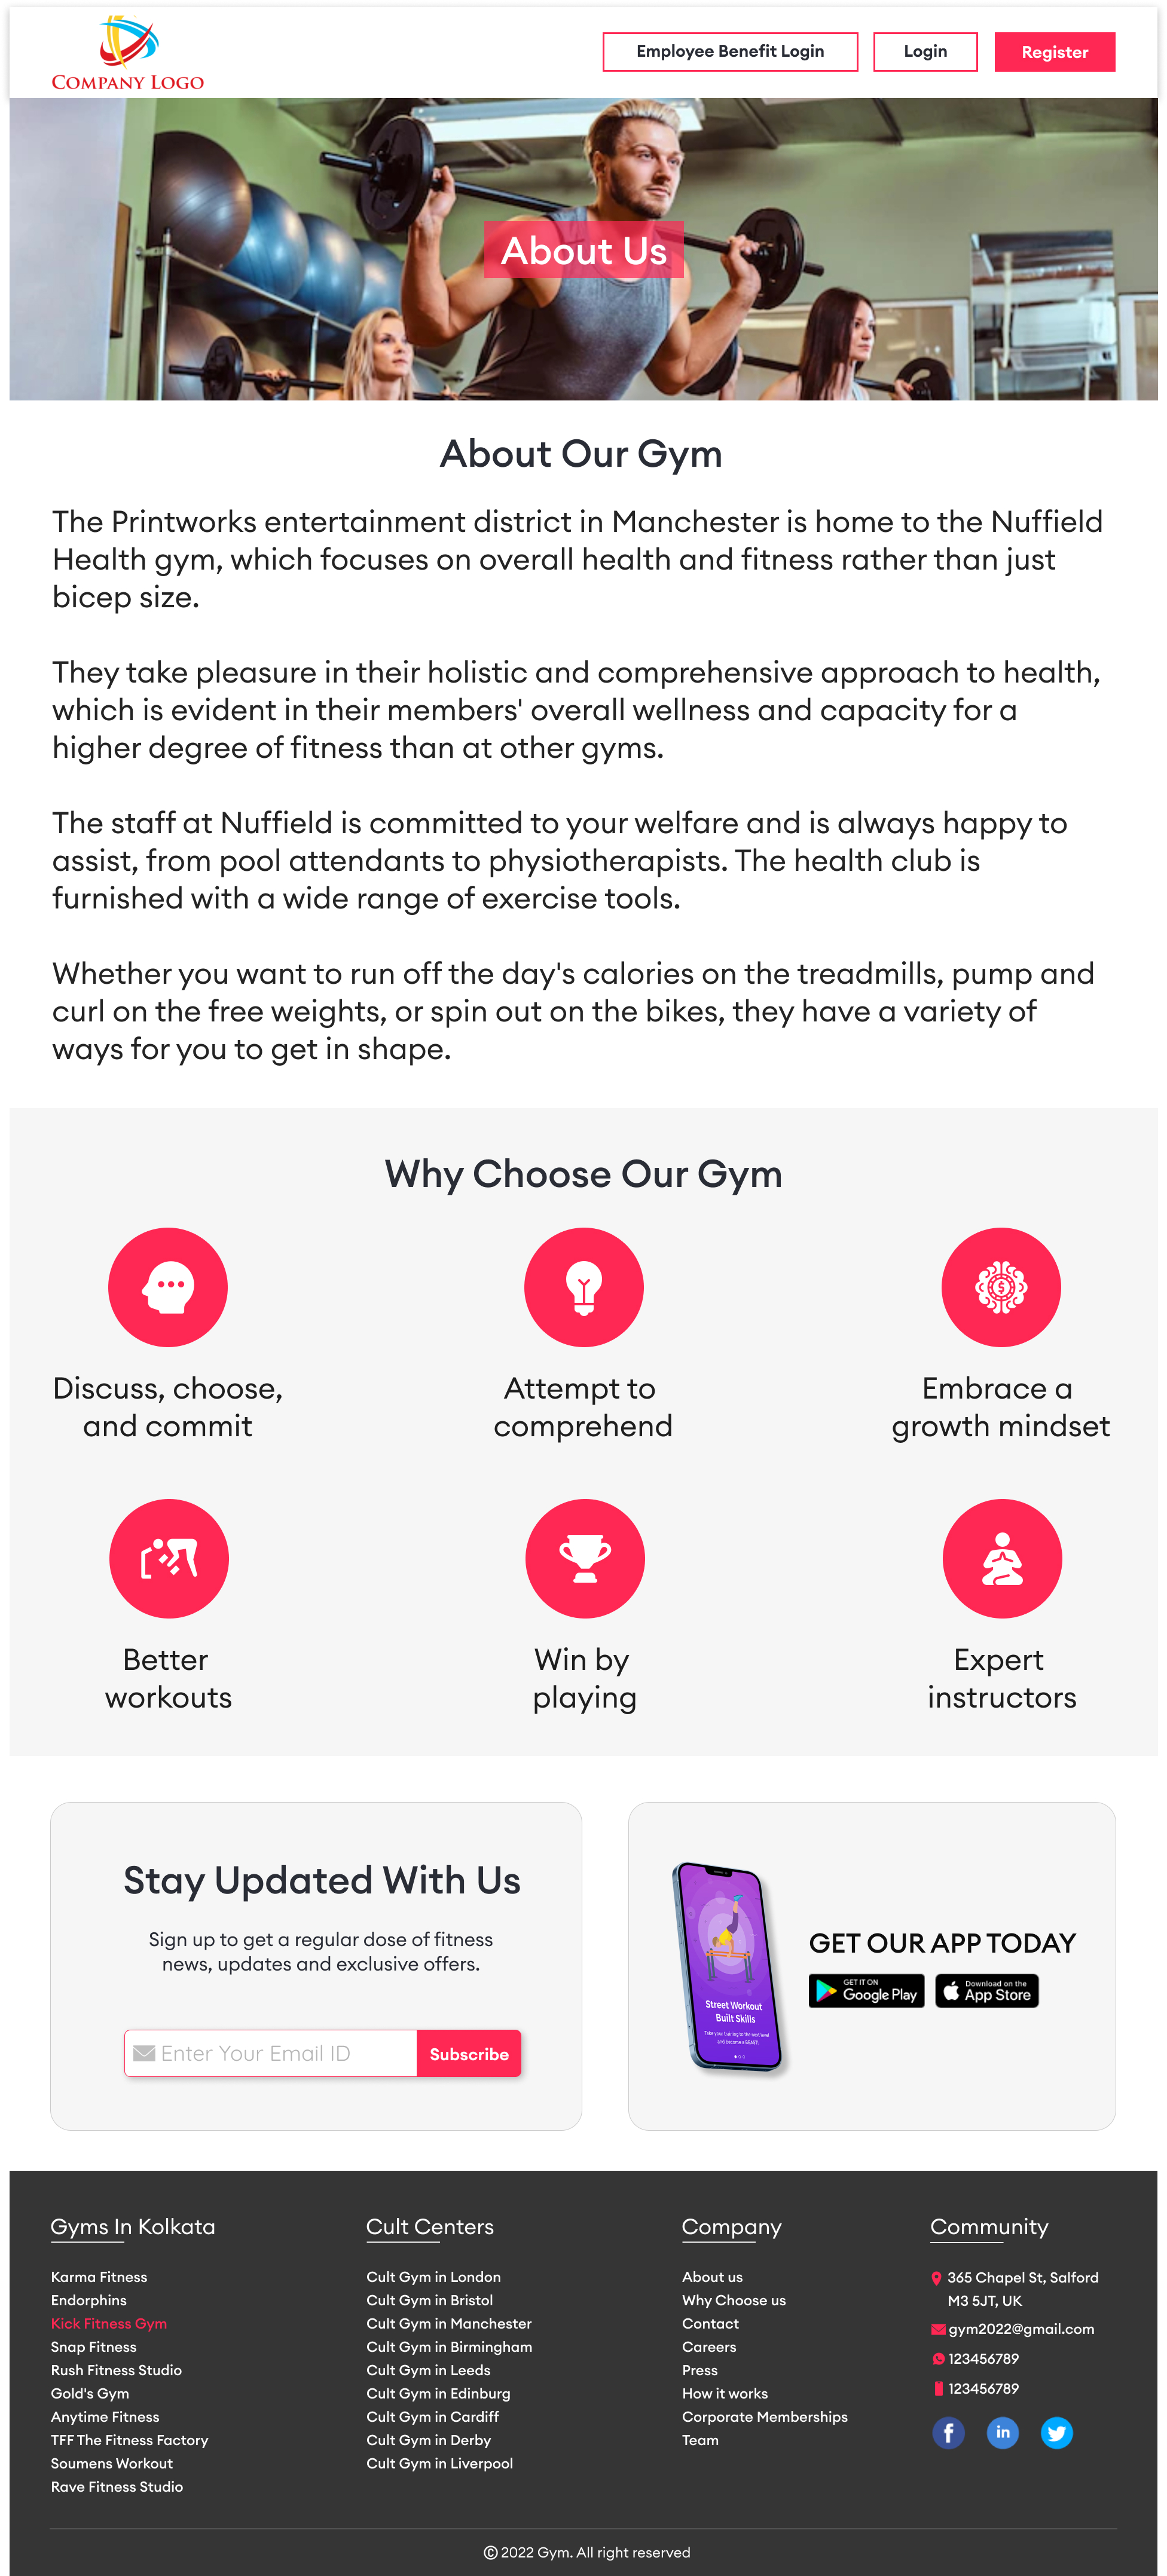 COMPANY LOGO
Employee Benefit Login
Login
Register
About Us
About Our Gym
The Printworks entertainment district in Manchester is home to the Nuffield
Health gym, which focuses on overall health and fitness rather than just
bicep size.
They take pleasure in their holistic and comprehensive approach to health,
which is evident in their members' overall wellness and capacity for a
higher degree of fitness than at other gyms.
The staff at Nuffield is committed to your welfare and is always happy to
assist, from pool attendants to physiotherapists. The health club is
furnished with a wide range of exercise tools.
Whether you want to run off the day's calories on the treadmills, pump and
curl on the free weights, or spin out on the bikes, they have a variety of
ways for you to get in shape.
Why Choose Our Gym
Discuss, choose,
and commit
Attempt to
comprehend
Embrace a
growth mindset
Better
workouts
Win by
playing
Expert
instructors
Stay Updated With Us
Sign up to get a regular dose of fitness
news, updates and exclusive offers.
Enter Your Email ID
Subscribe
Street Workout
Built Skills
Take your training to the next level
and become a BEAST!
GET OUR APP TODAY
GET IT ON
Google Play
Download on the
App Store
Gyms In Kolkata
Karma Fitness
Endorphins
Kick Fitness Gym
Snap Fitness
Rush Fitness Studio
Gold's Gym
Anytime Fitness
TFF The Fitness Factory
Soumens Workout
Rave Fitness Studio
Cult Centers
Cult Gym in London
Cult Gym in Bristol
Cult Gym in Manchester
Cult Gym in Birmingham
Cult Gym in Leeds
Cult Gym in Edinburg
Cult Gym in Cardiff
Cult Gym in Derby
Cult Gym in Liverpool
Company
About us
Why Choose us
Contact
Careers
Press
How it works
Corporate Memberships
Team
Community
365 Chapel St, Salford
M3 5JT, UK
gym2022@gmail.com
123456789
123456789
f
in
© 2022 Gym. All right reserved